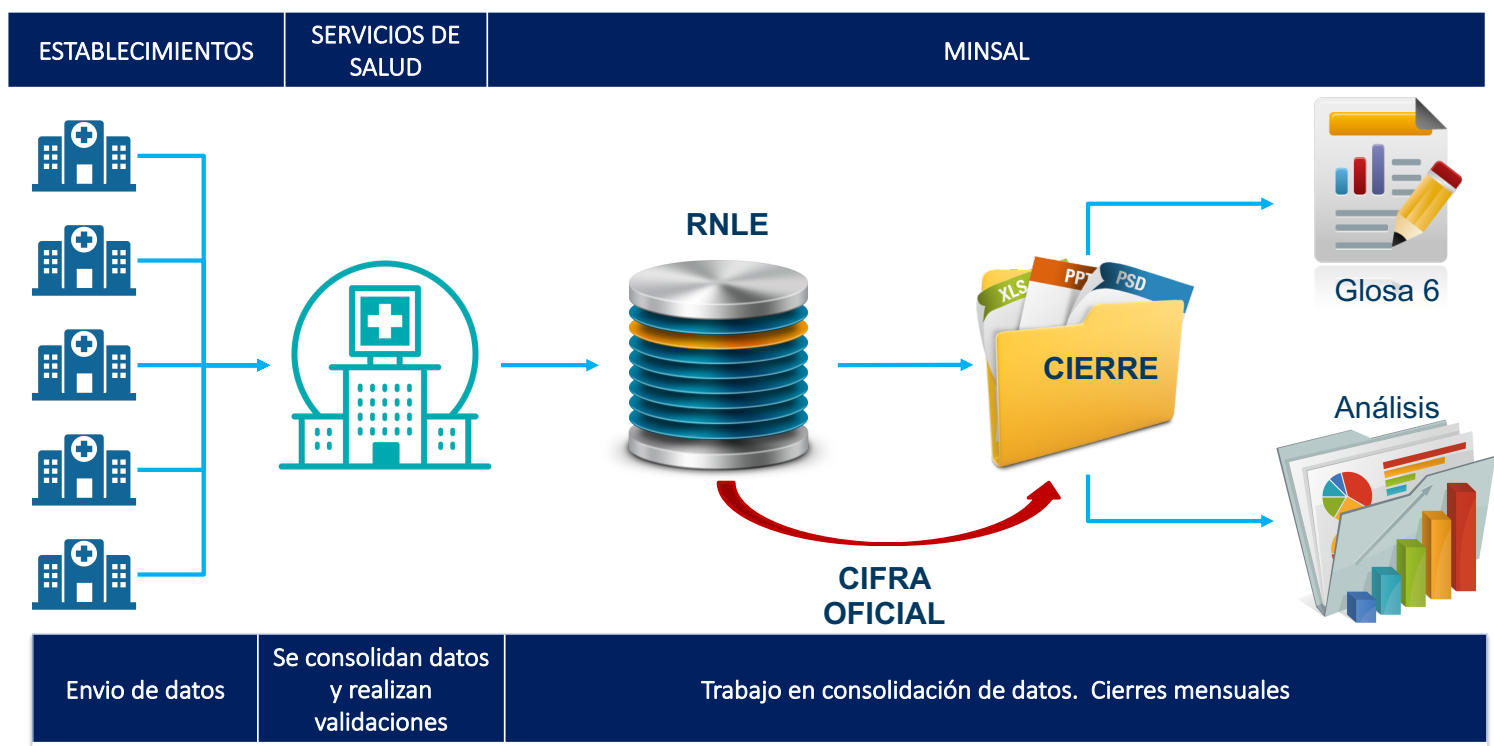 ESTABLECIMIENTOS
SERVICIOS DE
SALUD
MINSAL
RNLE
XLS
PPT
PSD
CIERRE
Glosa 6
Análisis
CIFRA
OFICIAL
Envio de datos
Se consolidan datos
y realizan
validaciones
Trabajo en consolidación de datos.  Cierres mensuales